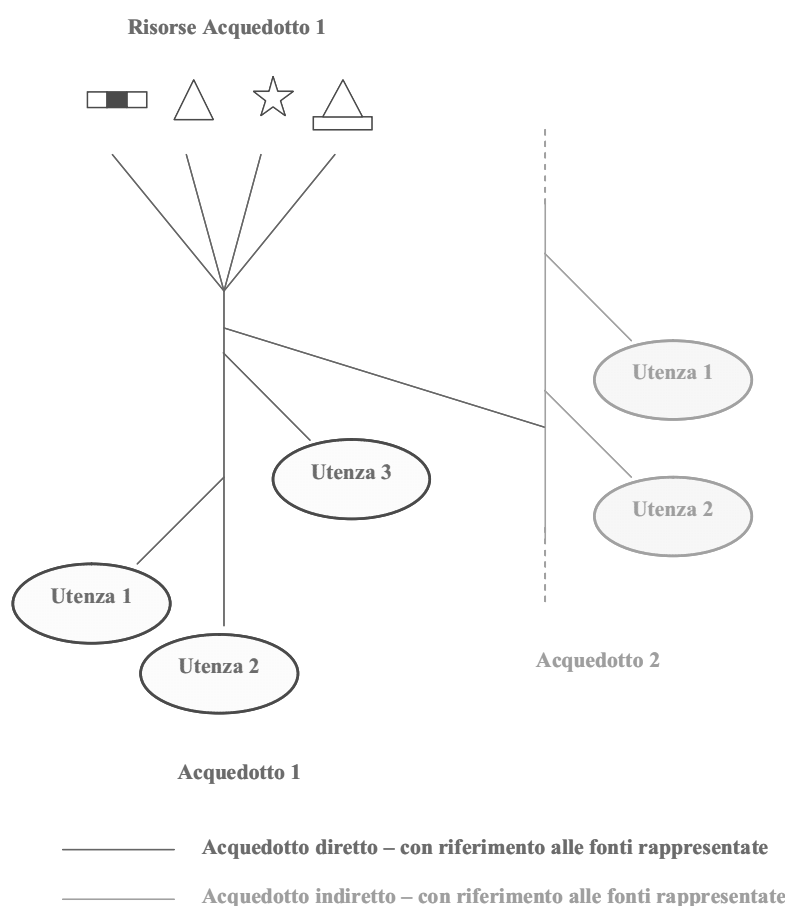 Risorse Acquedotto 1
Utenza 1
Utenza 3
Utenza 2
Utenza 1
Utenza 2
Acquedotto 2
Acquedotto 1
Acquedotto diretto – con riferimento alle fonti rappresentate
Acquedotto indiretto – con riferimento alle fonti rappresentate